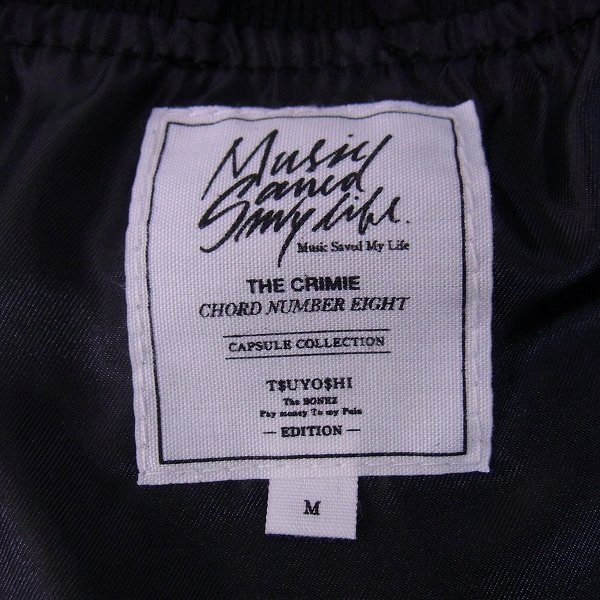 Music
Saved
my life.
Music Saved My Life
THE CRIMIE
CHORD NUMBER EIGHT
CAPSULE COLLECTION
T$UYO$HI
The BONEZ
Pay money To my Pain
— EDITION —
M